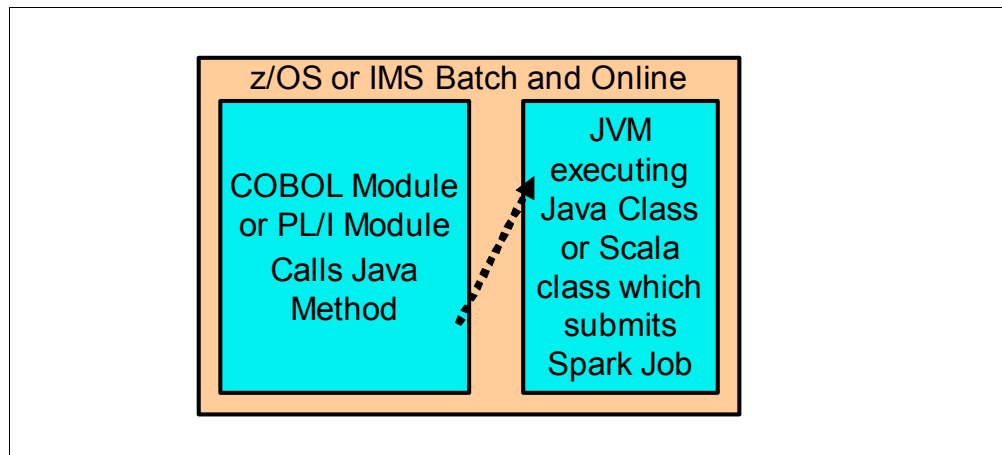 z/OS or IMS Batch and Online
COBOL Module
or PL/I Module
Calls Java
Method
JVM
executing
Java Class
or Scala
class which
submits
Spark Job